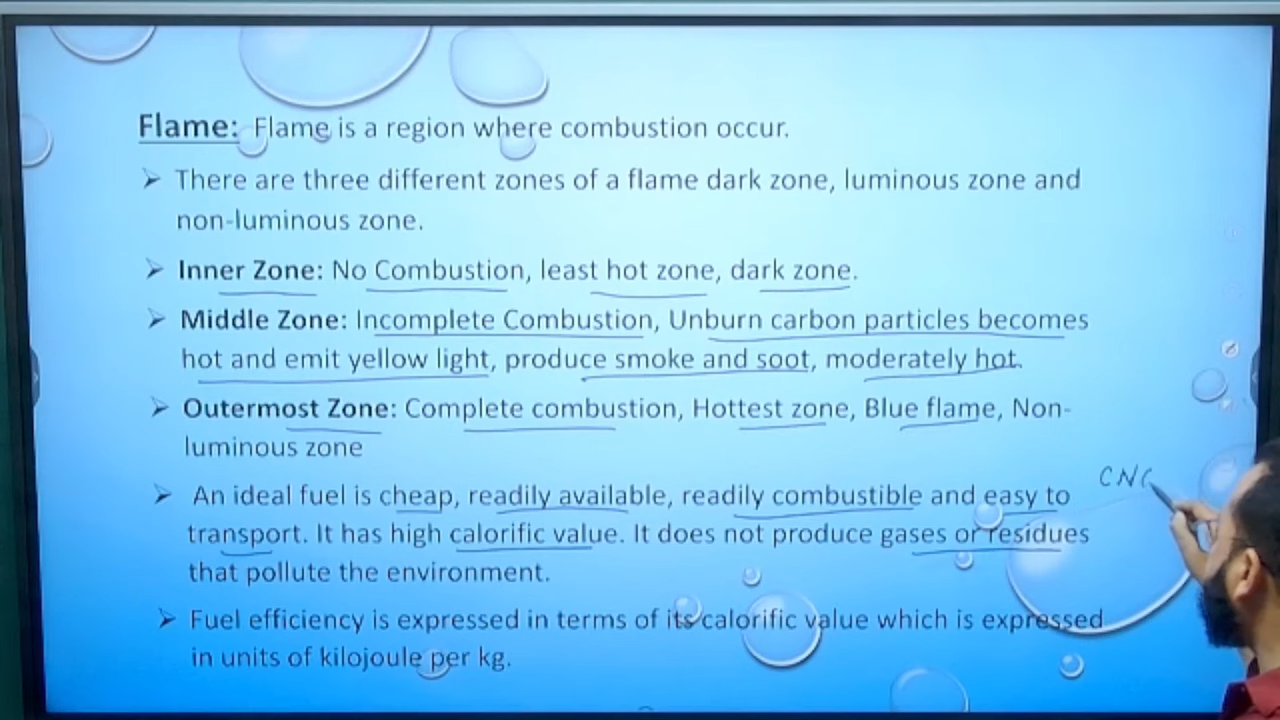 Flame: Flame is a region where combustion occur.
➤ There are three different zones of a flame dark zone, luminous zone and
non-luminous zone.
➤ Inner Zone: No Combustion, least hot zone, dark zone.
➤ Middle Zone: Incomplete Combustion, Unburn carbon particles becomes
hot and emit yellow light, produce smoke and soot, moderately hot.
➤ Outermost Zone: Complete combustion, Hottest zone, Blue flame, Non-
luminous zone
➤ An ideal fuel is cheap, readily available, readily combustible and easy to
CNG
transport. It has high calorific value. It does not produce gases or residues
that pollute the environment.
➤ Fuel efficiency is expressed in terms of its calorific value which is expressed
in units of kilojoule per kg.